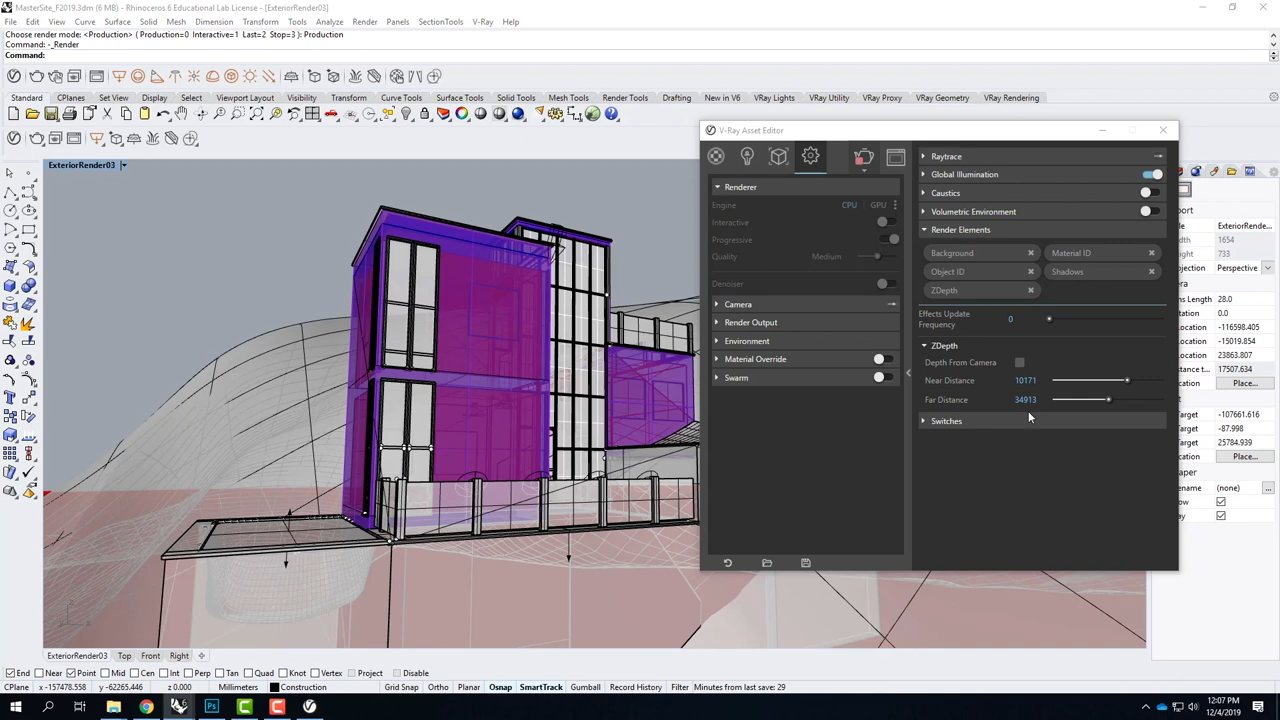 MasterSite_F2019.3dm (6 MB) - Rhinoceros 6 Educational Lab License - [ExteriorRender03]
File Edit View Curve Surface Solid Mesh Dimension Transform Tools Analyze Render Panels SectionTools V-Ray Help
Choose render mode: <Production> ( Production=0 Interactive=1 Last=2 Stop=3 ): Production
Command: -_Render
Command:
Standard CPlanes Set View Display Select Viewport Layout Visibility Transform Curve Tools Surface Tools Solid Tools Mesh Tools Render Tools Drafting New in V6 VRay Lights VRay Utility VRay Proxy VRay Geometry VRay Rendering
ExteriorRender03
V-Ray Asset Editor
Renderer
Engine CPU GPU
Interactive
Progressive
Quality Medium
Denoiser
Camera
Render Output
Environment
Material Override
Swarm
Raytrace
Global Illumination
Caustics
Volumetric Environment
Render Elements
Background Material ID
Object ID Shadows
ZDepth
Effects Update
Frequency 0
ZDepth
Depth From Camera
Near Distance 10171
Far Distance 34913
Switches
ExteriorRende...
1654
733
Perspective
28.0
0.0
-116598.405
-15019.854
23863.807
17507.634
Place...
-107661.616
-87.998
25784.939
Place...
(none) ...
ExteriorRender03 Top Front Right
End Near Point Mid Cen Int Perp Tan Quad Knot Vertex Project Disable
CPlane x -157478.558 y -62265.446 z 0.000 Millimeters Construction Grid Snap Ortho Planar Osnap SmartTrack Gumball Record History Filter Minutes from last save: 29
12:07 PM
12/4/2019